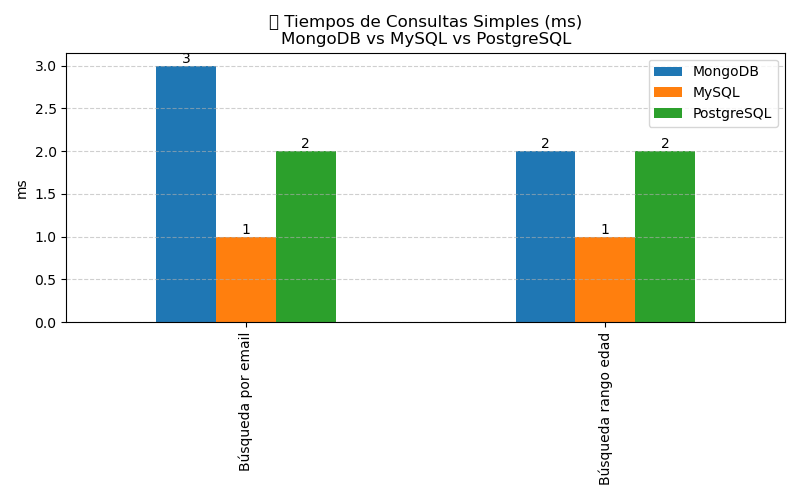 Tiempos de Consultas Simples (ms)
MongoDB vs MySQL vs PostgreSQL
MongoDB
MySQL
PostgreSQL
ms
3.0
2.5
2.0
1.5
1.0
0.5
0.0
3
1
2
2
1
2
Búsqueda por email
Búsqueda rango edad